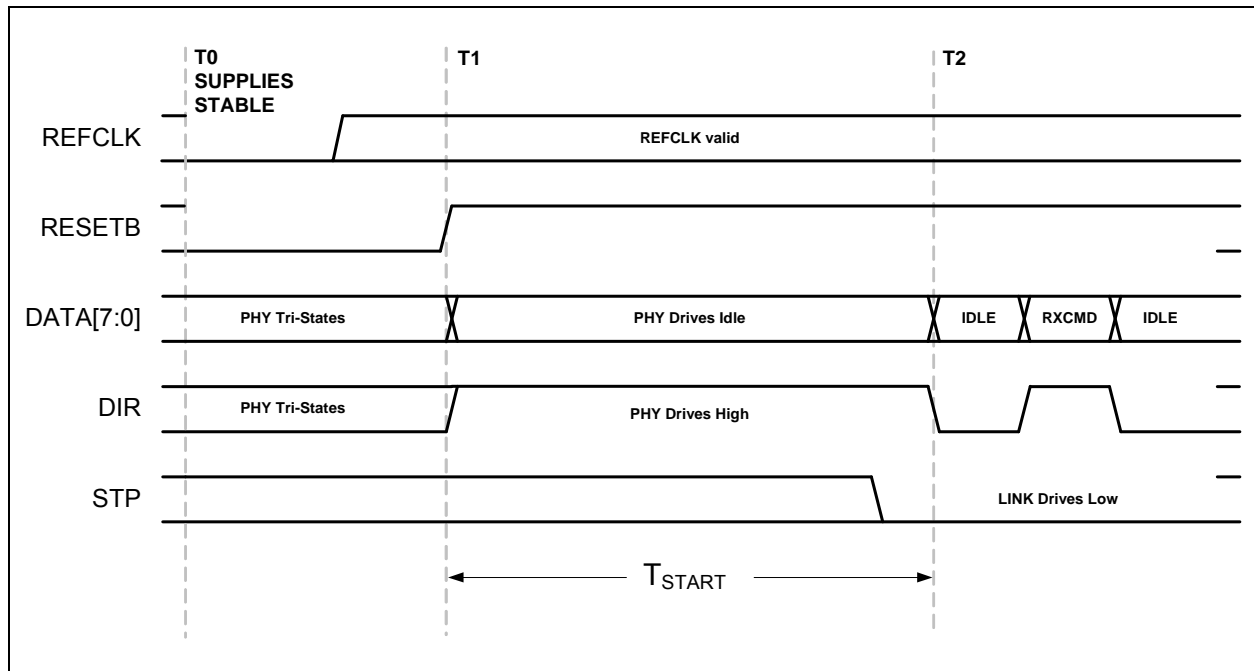 T0
SUPPLIES
STABLE
T1
T2
REFCLK
REFCLK valid
RESETB
DATA[7:0]
PHY Tri-States
PHY Drives Idle
IDLE
RXCMD
IDLE
DIR
PHY Tri-States
PHY Drives High
STP
LINK Drives Low
TSTART